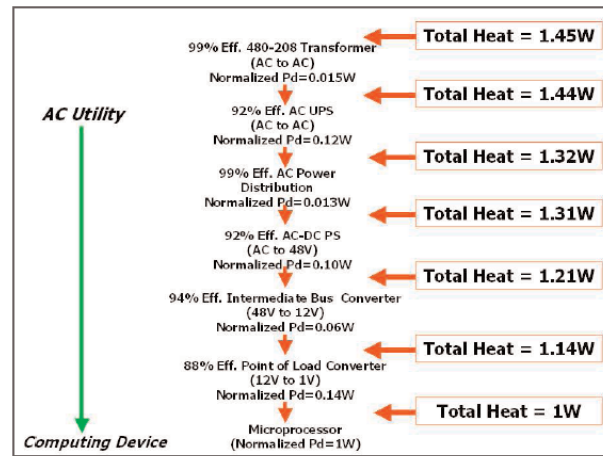 Total Heat = 1.45W
99% Eff. 480-208 Transformer
(AC to AC)
Normalized Pd=0.015W
Total Heat = 1.44W
AC Utility
92% Eff. AC UPS
(AC to AC)
Normalized Pd=0.12W
Total Heat = 1.32W
99% Eff. AC Power
Distribution
Normalized Pd=0.013W
Total Heat = 1.31W
92% Eff. AC-DC PS
(AC to 48V)
Normalized Pd=0.10W
Total Heat = 1.21W
94% Eff. Intermediate Bus Converter
(48V to 12V)
Normalized Pd=0.06W
Total Heat = 1.14W
88% Eff. Point of Load Converter
(12V to 1V)
Normalized Pd=0.14W
Total Heat = 1W
Microprocessor
(Normalized Pd=1W)
Computing Device